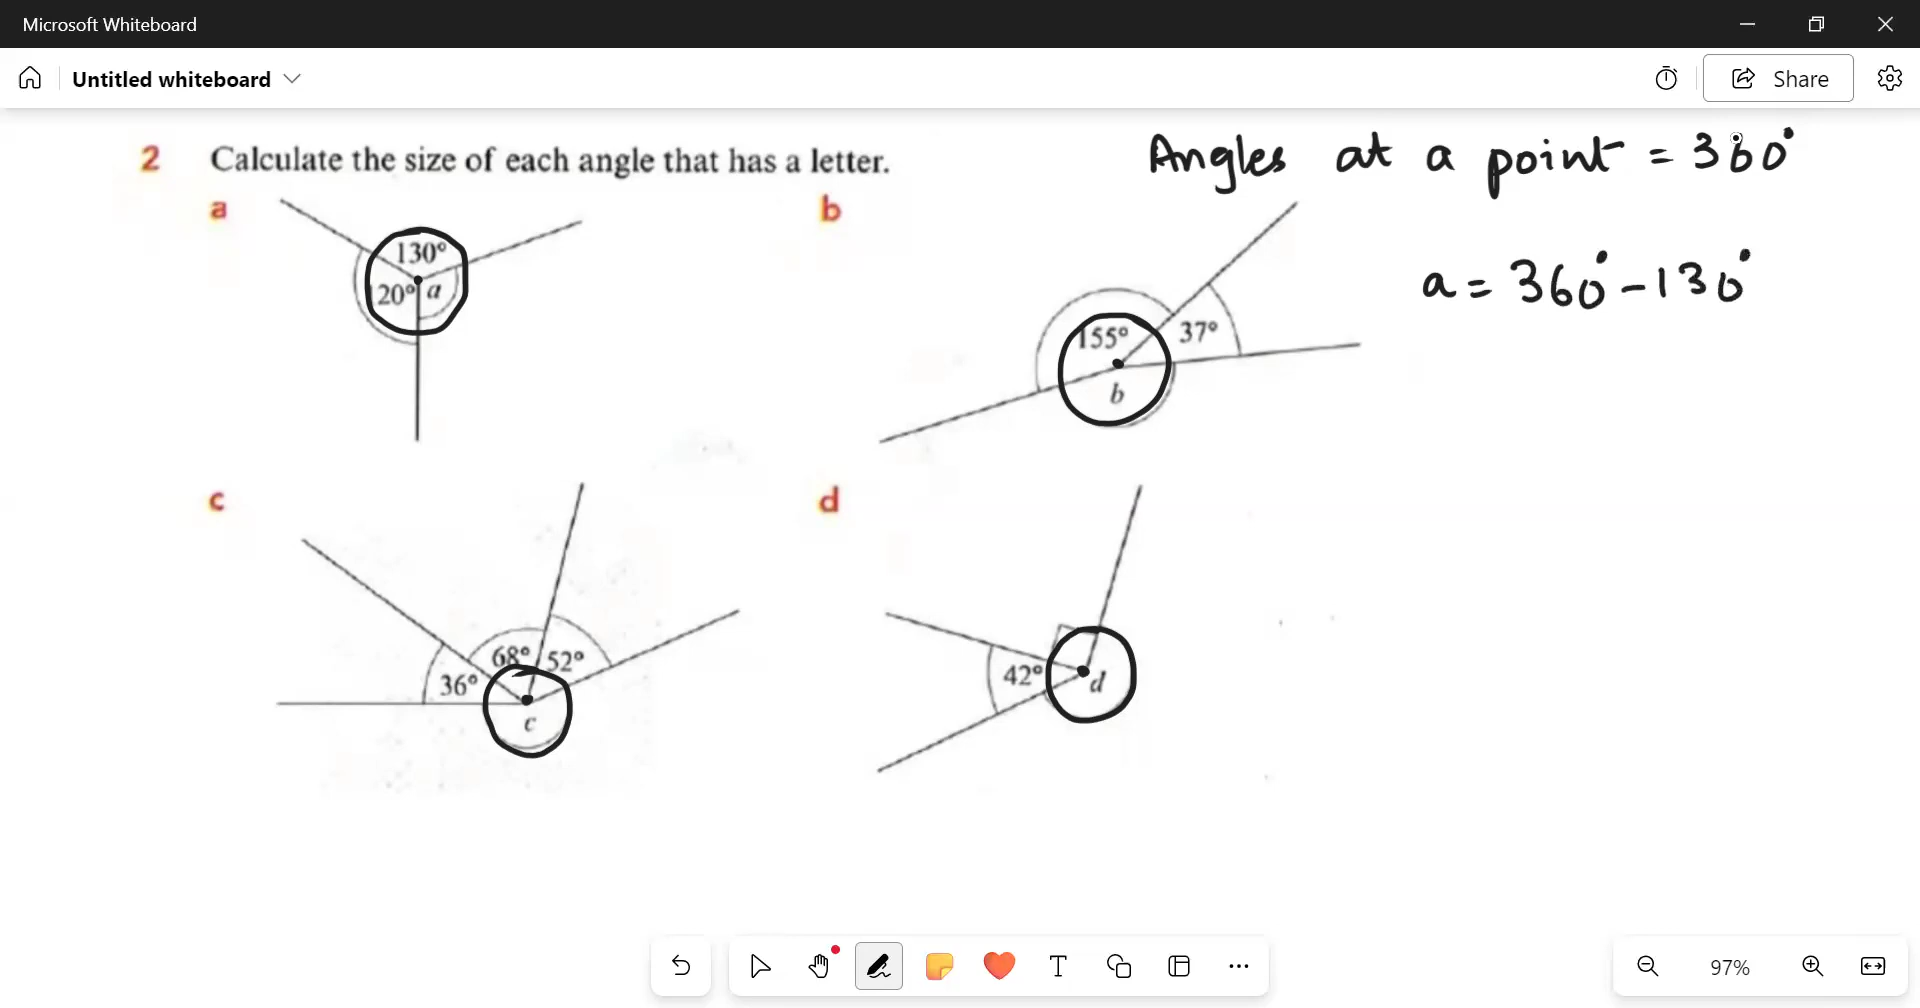 Microsoft Whiteboard
Untitled whiteboard
Share
2 Calculate the size of each angle that has a letter.
Angles at a point = 360°
a
130°
20° a
b
155° 37°
b
a = 360° - 130°
c
68° 52°
36°
c
d
42° d
97%